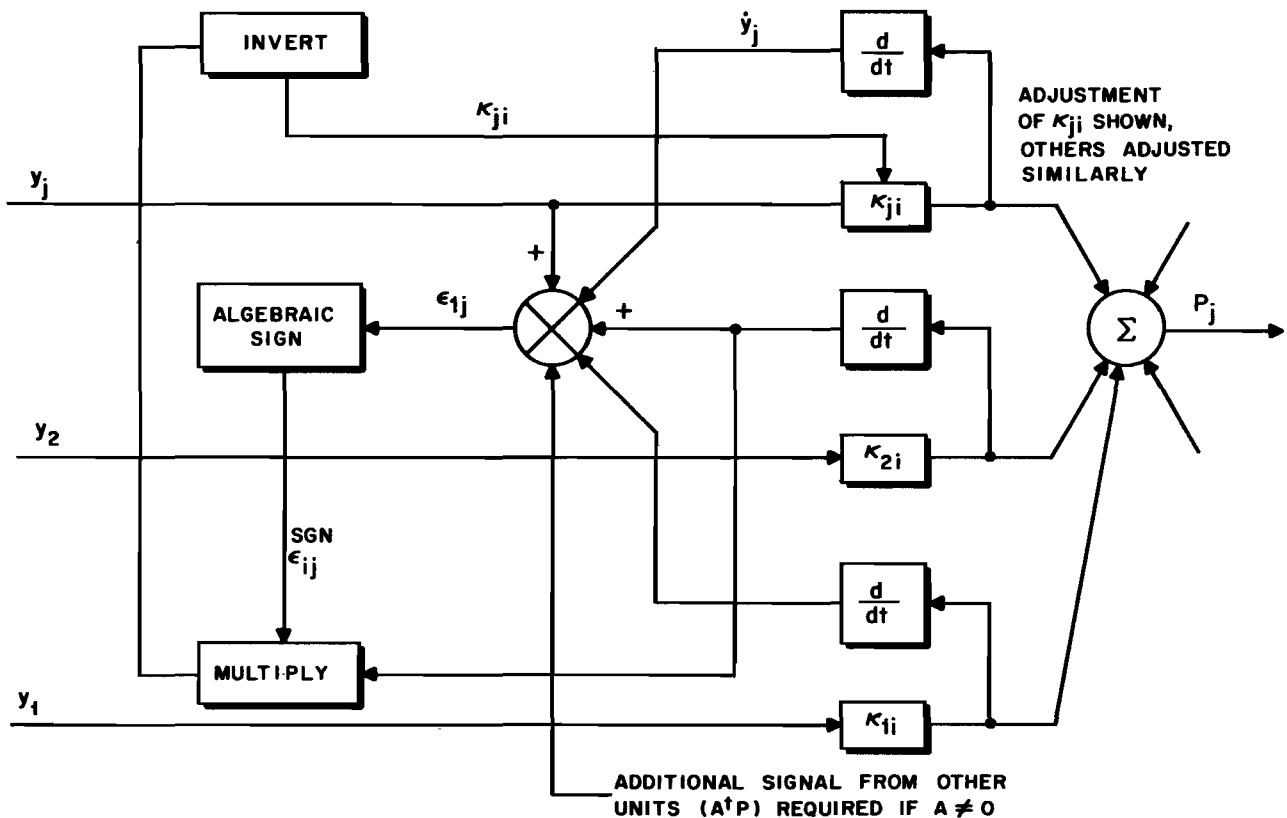 INVERT
ẏj
d
dt
κji
ADJUSTMENT
OF κji SHOWN,
OTHERS ADJUSTED
SIMILARLY
yj
κji
+
ALGEBRAIC
SIGN
ϵ1j
+
d
dt
Σ
Pj
y2
κ2i
SGN
ϵij
d
dt
MULTIPLY
y1
κ1i
ADDITIONAL SIGNAL FROM OTHER
UNITS (A†P) REQUIRED IF A ≠ O